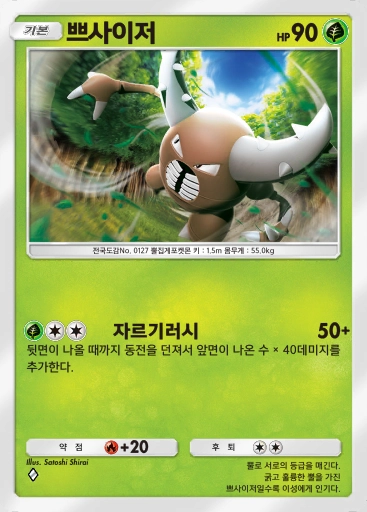 기본 쁘사이저 HP 90
전국도감No. 0127 뿔집게포켓몬 키 : 1.5m 몸무게 : 55.0kg
자르기러시 50+
뒷면이 나올 때까지 동전을 던져서 앞면이 나온 수 × 40데미지를
추가한다.
약점 +20 후퇴
Illus. Satoshi Shirai
뿔로 서로의 등급을 매긴다.
굵고 훌륭한 뿔을 가진
쁘사이저일수록 이성에게 인기다.